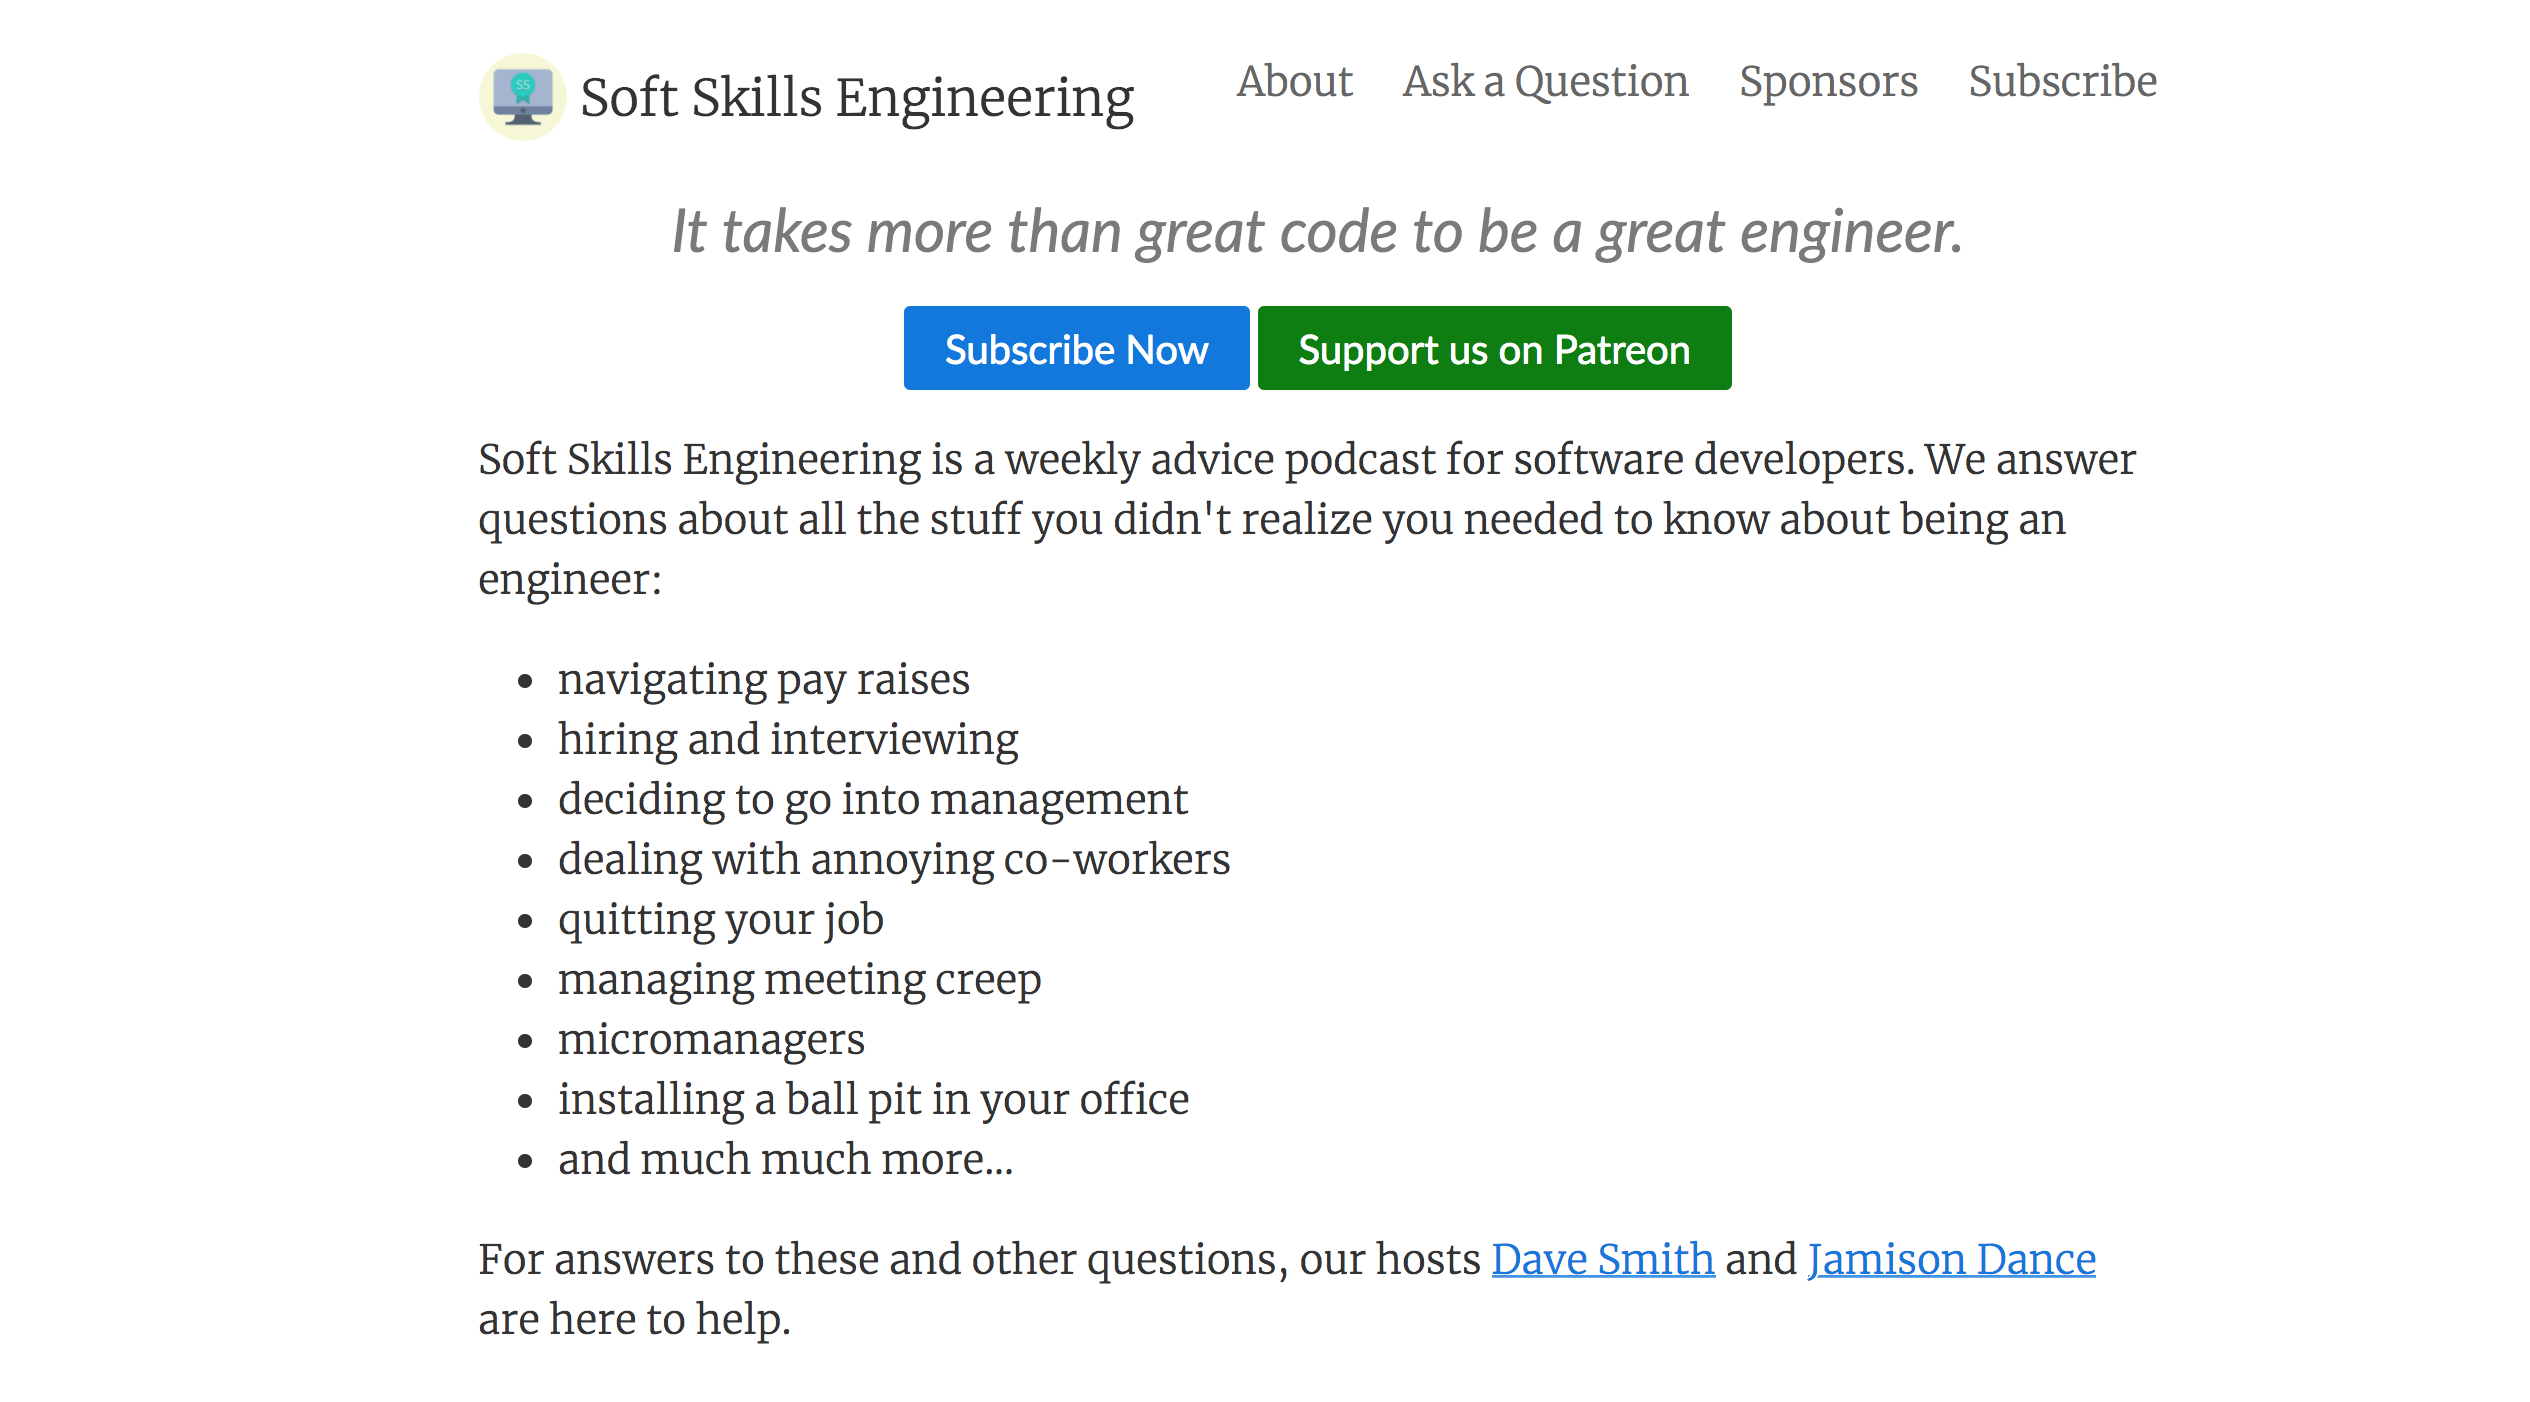 SS
Soft Skills Engineering
About
Ask a Question
Sponsors
Subscribe
It takes more than great code to be a great engineer.
Subscribe Now
Support us on Patreon
Soft Skills Engineering is a weekly advice podcast for software developers. We answer
questions about all the stuff you didn't realize you needed to know about being an
engineer:
• navigating pay raises
• hiring and interviewing
• deciding to go into management
• dealing with annoying co-workers
• quitting your job
• managing meeting creep
• micromanagers
• installing a ball pit in your office
• and much much more...
For answers to these and other questions, our hosts Dave Smith and Jamison Dance
are here to help.